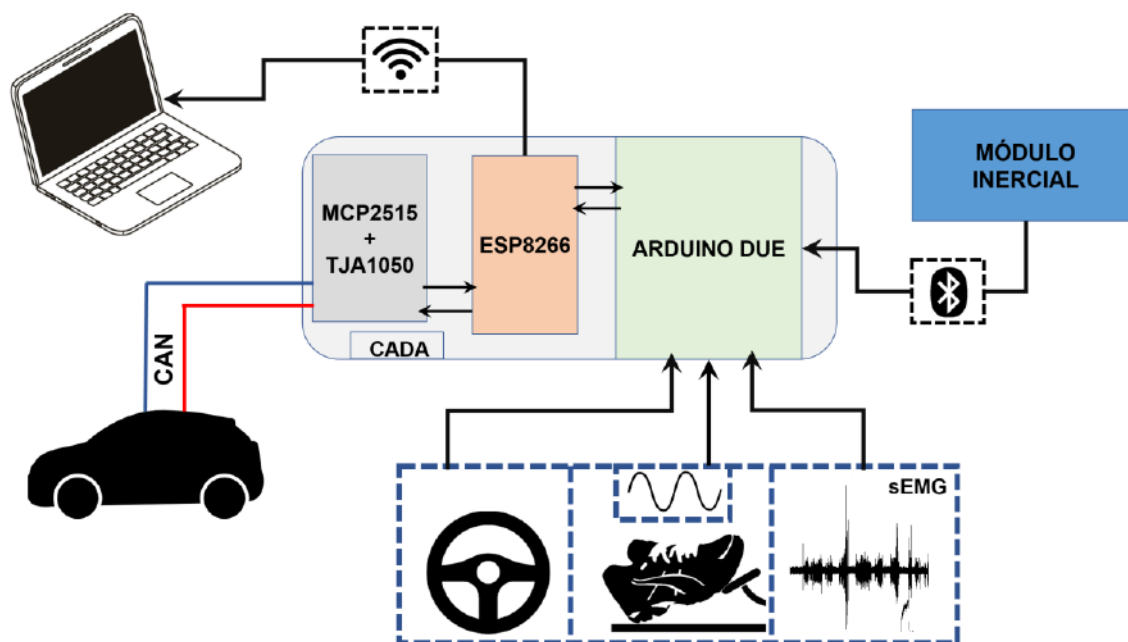 MÓDULO
INERCIAL
MCP2515
+
TJA1050
ESP8266
ARDUINO DUE
CADA
CAN
sEMG